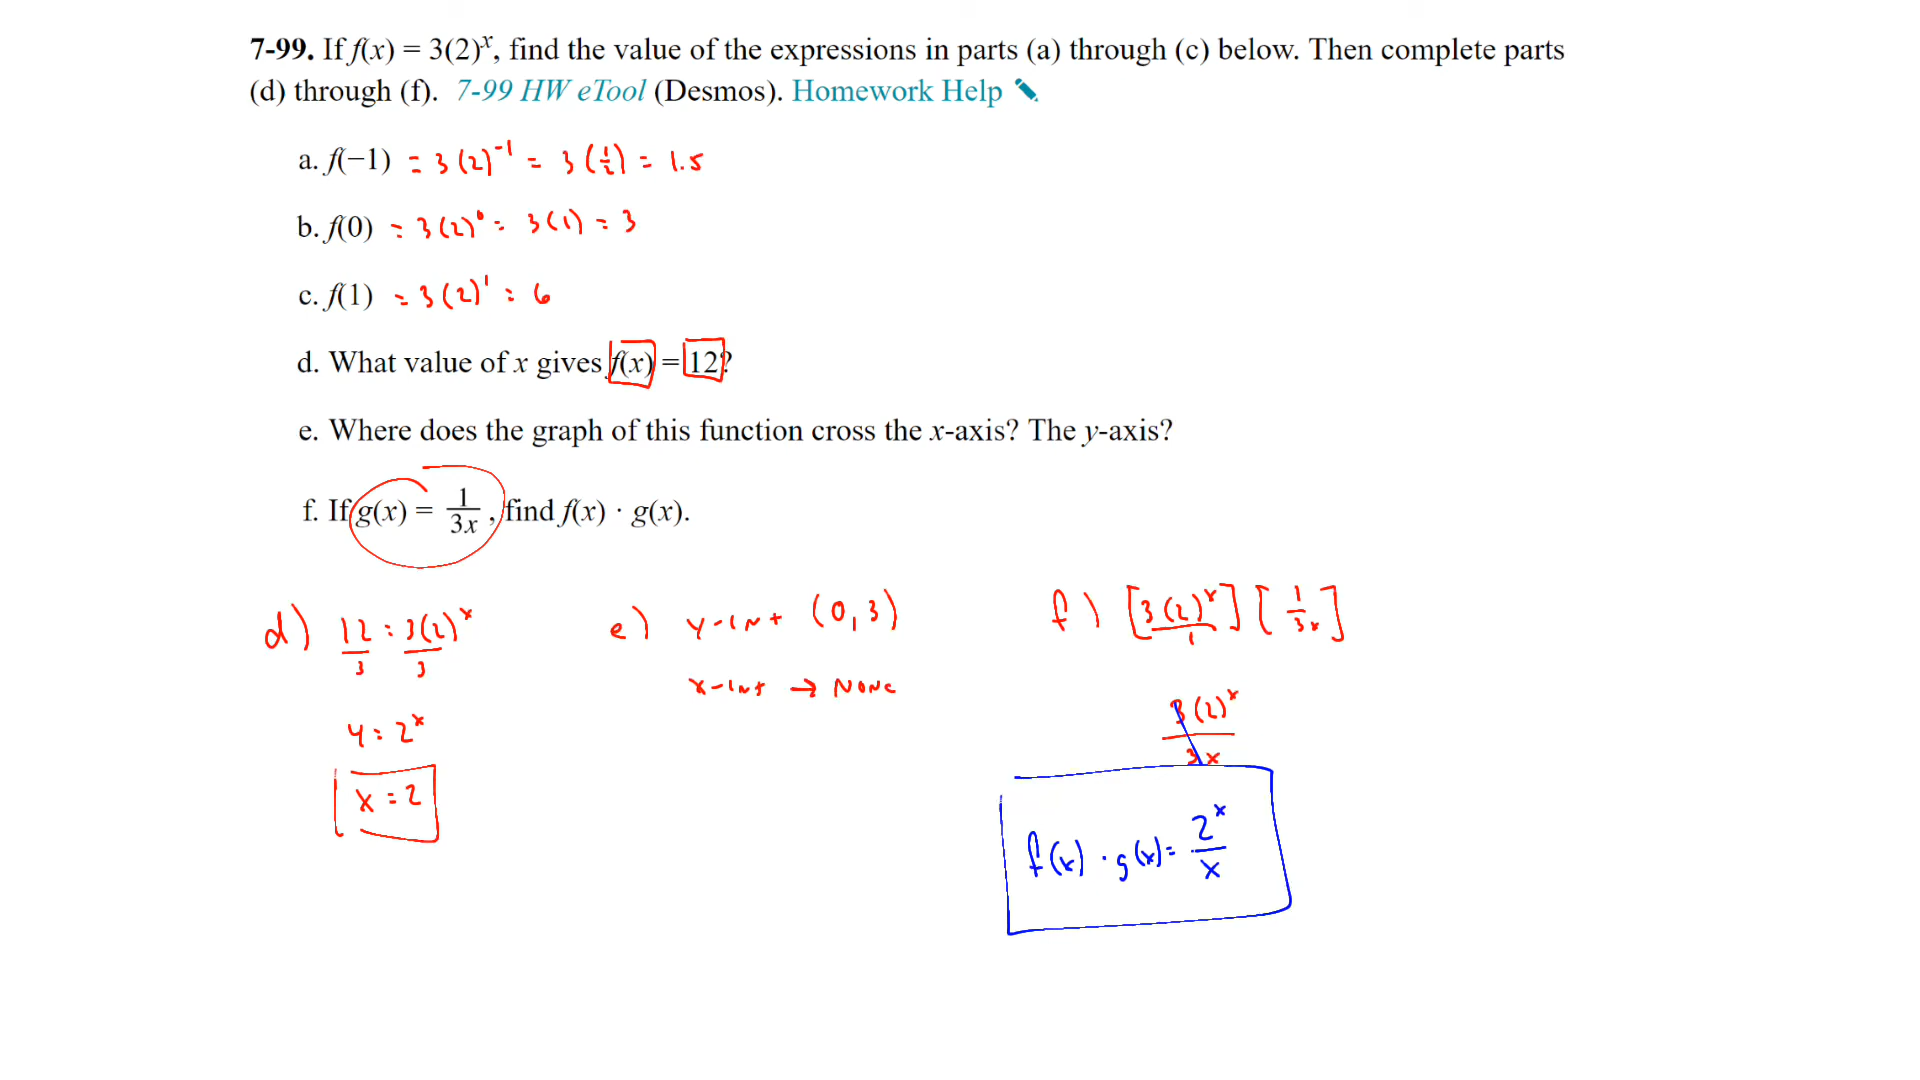 7-99. If f(x) = 3(2)ˣ, find the value of the expressions in parts (a) through (c) below. Then complete parts
(d) through (f). 7-99 HW eTool (Desmos). Homework Help
a. f(−1) = 3(2)⁻¹ = 3(1/2) = 1.5
b. f(0) = 3(2)⁰ = 3(1) = 3
c. f(1) = 3(2)¹ = 6
d. What value of x gives f(x) = 12?
e. Where does the graph of this function cross the x-axis? The y-axis?
f. If g(x) = 1/3x, find f(x) · g(x).
d) 12/3 = 3(2)ˣ/3
4 = 2ˣ
x = 2
e) y-int (0,3)
x-int → None
f) [3(2)ˣ/1] [1/3x]
3(2)ˣ/3x
f(x) · g(x) = 2ˣ/x